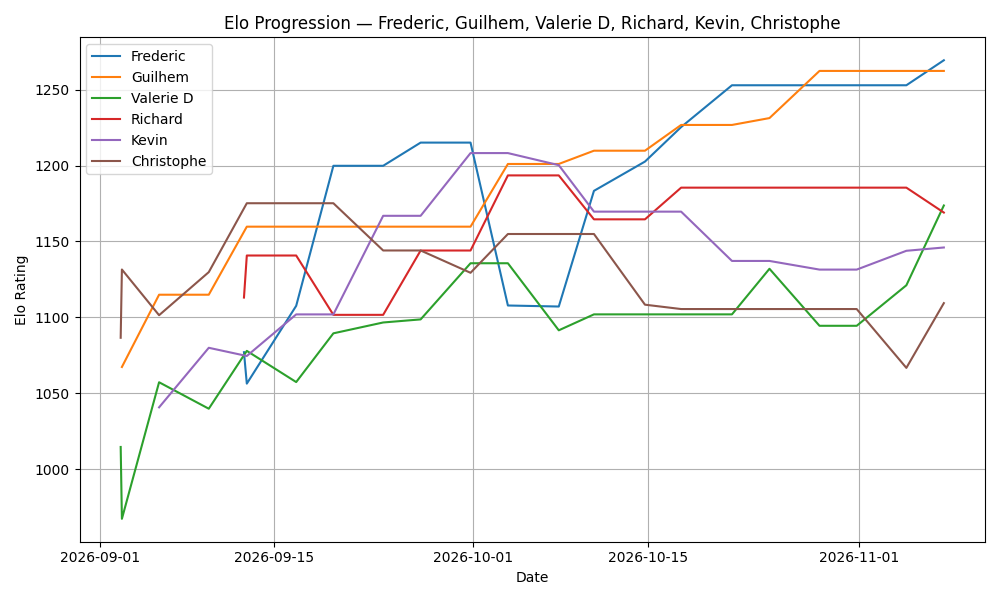 Elo Progression — Frederic, Guilhem, Valerie D, Richard, Kevin, Christophe
Frederic
Guilhem
Valerie D
Richard
Kevin
Christophe
Elo Rating
1250
1200
1150
1100
1050
1000
2026-09-01 2026-09-15 2026-10-01 2026-10-15 2026-11-01
Date